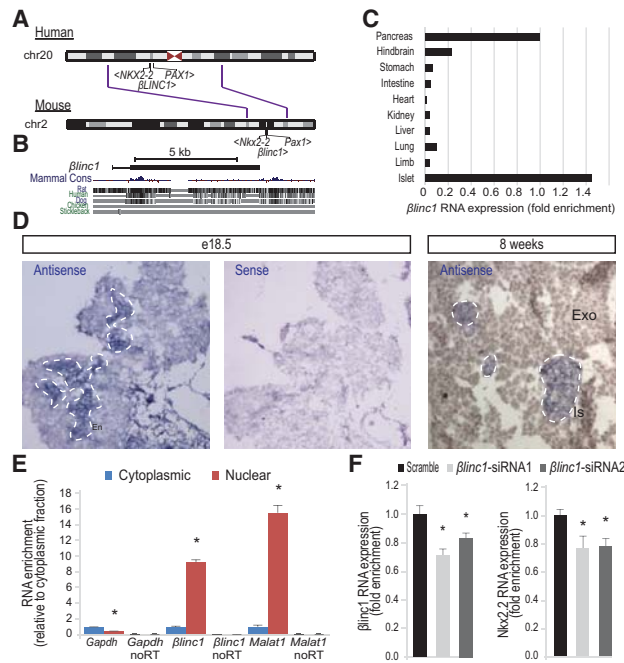 A
Human
chr20
<NKX2-2 PAX1>
βLINC1>
Mouse
chr2
<Nkx2-2 Pax1>
βlinc1>
B
5 kb
βlinc1
Mammal Cons
Rat
Human
Dog
Chicken
Stickleback
C
Pancreas
Hindbrain
Stomach
Intestine
Heart
Kidney
Liver
Lung
Limb
Islet
0 0.2 0.4 0.6 0.8 1.0 1.2 1.4
βlinc1 RNA expression (fold enrichment)
D
e18.5
8 weeks
Antisense
Sense
Antisense
En
Exo
Is
E
Cytoplasmic Nuclear
RNA enrichment
(relative to cytoplasmic fraction)
18
16
14
12
10
8
6
4
2
0
* * *
Gapdh Gapdh noRT βlinc1 βlinc1 noRT Malat1 Malat1 noRT
F
Scramble βlinc1-siRNA1 βlinc1-siRNA2
βlinc1 RNA expression
(fold enrichment)
1.2
1.0
0.8
0.6
0.4
0.2
0.0
* *
Nkx2.2 RNA expression
(fold enrichment)
1.2
1.0
0.8
0.6
0.4
0.2
0.0
* *